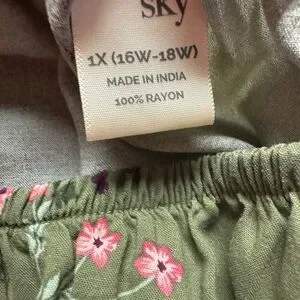 sky
1X (16W-18W)
MADE IN INDIA
100% RAYON